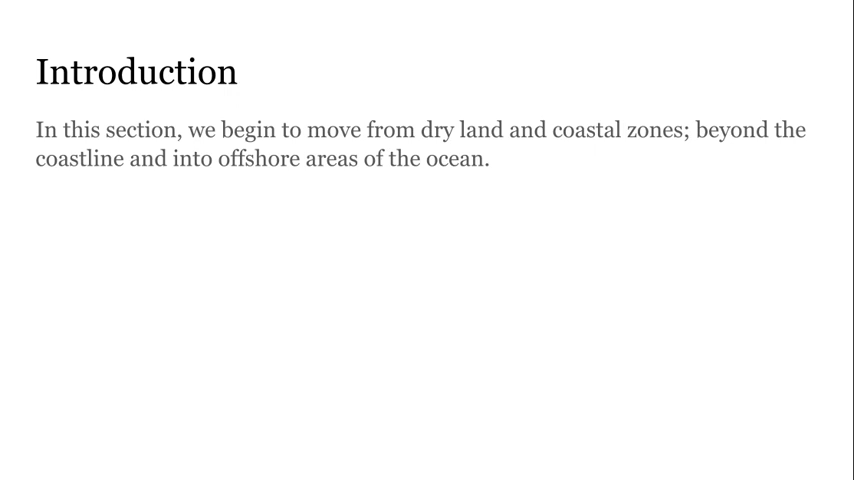 Introduction
In this section, we begin to move from dry land and coastal zones; beyond the
coastline and into offshore areas of the ocean.